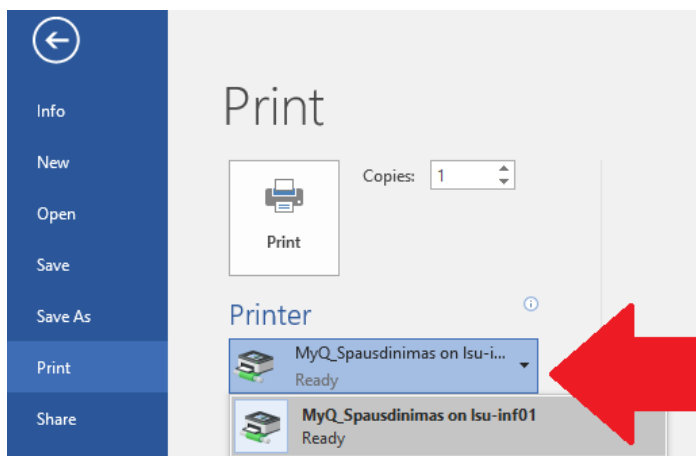 Info
New
Open
Save
Save As
Print
Share
Print
Copies: 1
Print
Printer
MyQ_Spausdinimas on lsu-i...
Ready
MyQ_Spausdinimas on lsu-inf01
Ready